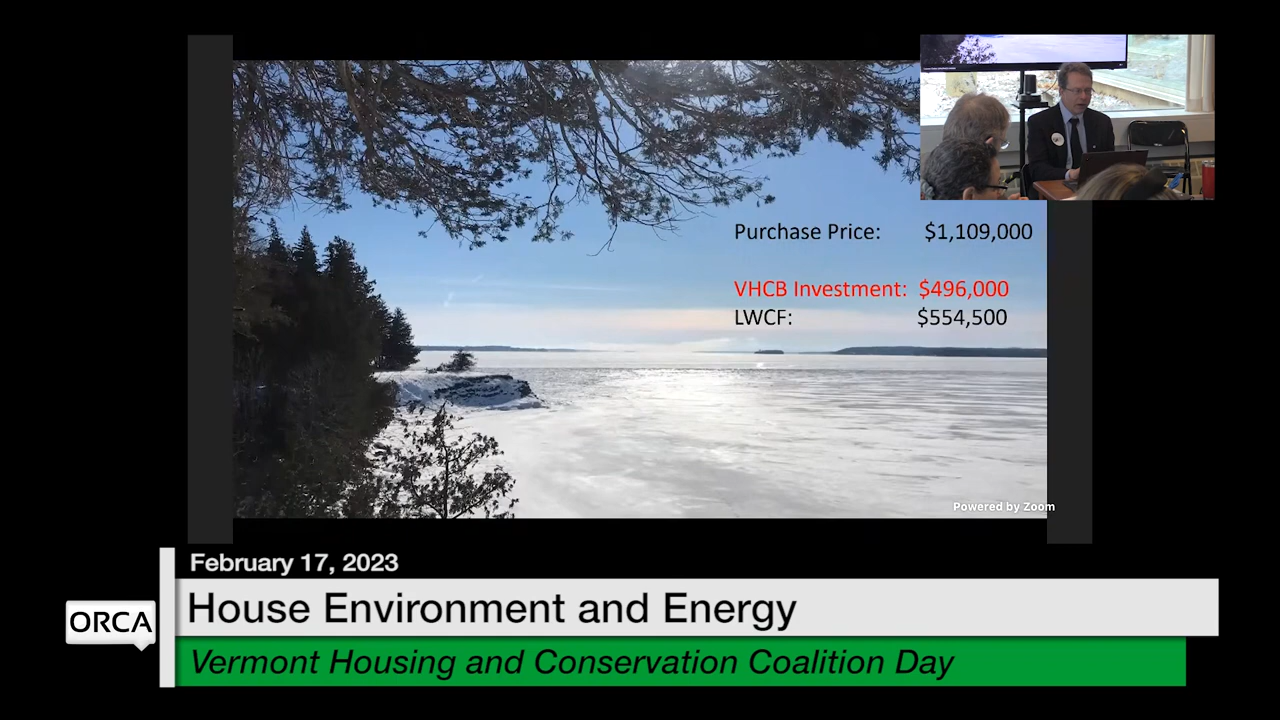 Purchase Price: $1,109,000
VHCB Investment: $496,000
LWCF: $554,500
Powered by Zoom
February 17, 2023
House Environment and Energy
ORCA
Vermont Housing and Conservation Coalition Day